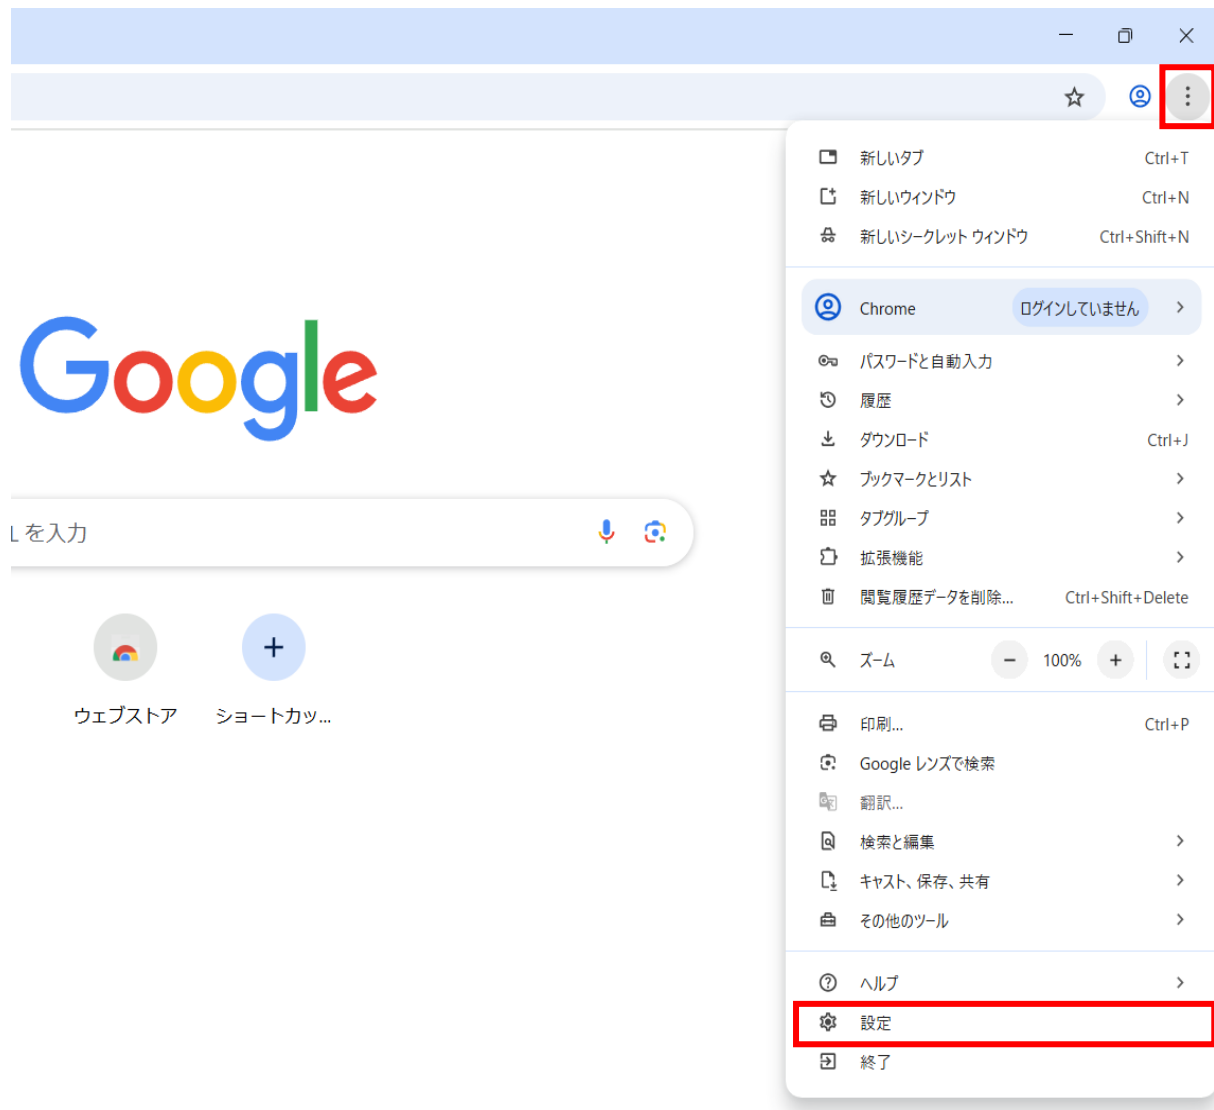 新しいタブ Ctrl+T
新しいウィンドウ Ctrl+N
新しいシークレット ウィンドウ Ctrl+Shift+N
Chrome ログインしていません
パスワードと自動入力
履歴
ダウンロード Ctrl+J
ブックマークとリスト
タブグループ
拡張機能
閲覧履歴データを削除... Ctrl+Shift+Delete
ズーム − 100% +
印刷... Ctrl+P
Google レンズで検索
翻訳...
検索と編集
キャスト、保存、共有
その他のツール
ヘルプ
設定
終了
Google
L を入力
ウェブストア ショートカッ...